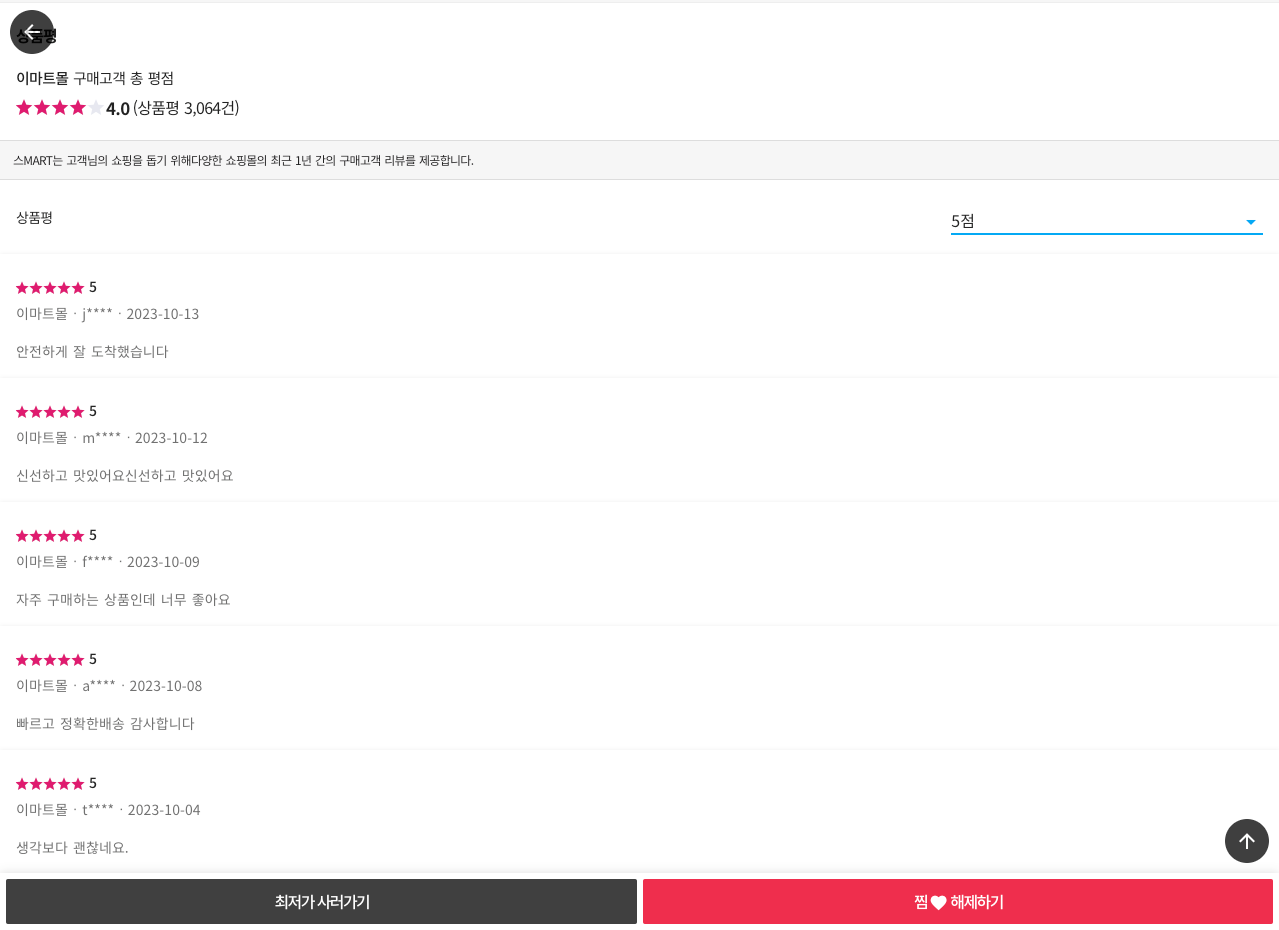 상품평
이마트몰 구매고객 총 평점
4.0 (상품평 3,064건)
스MART는 고객님의 쇼핑을 돕기 위해다양한 쇼핑몰의 최근 1년 간의 구매고객 리뷰를 제공합니다.
상품평
5점
5
이마트몰 · j**** · 2023-10-13
안전하게 잘 도착했습니다
5
이마트몰 · m**** · 2023-10-12
신선하고 맛있어요신선하고 맛있어요
5
이마트몰 · f**** · 2023-10-09
자주 구매하는 상품인데 너무 좋아요
5
이마트몰 · a**** · 2023-10-08
빠르고 정확한배송 감사합니다
5
이마트몰 · t**** · 2023-10-04
생각보다 괜찮네요.
최저가 사러가기
찜 해제하기